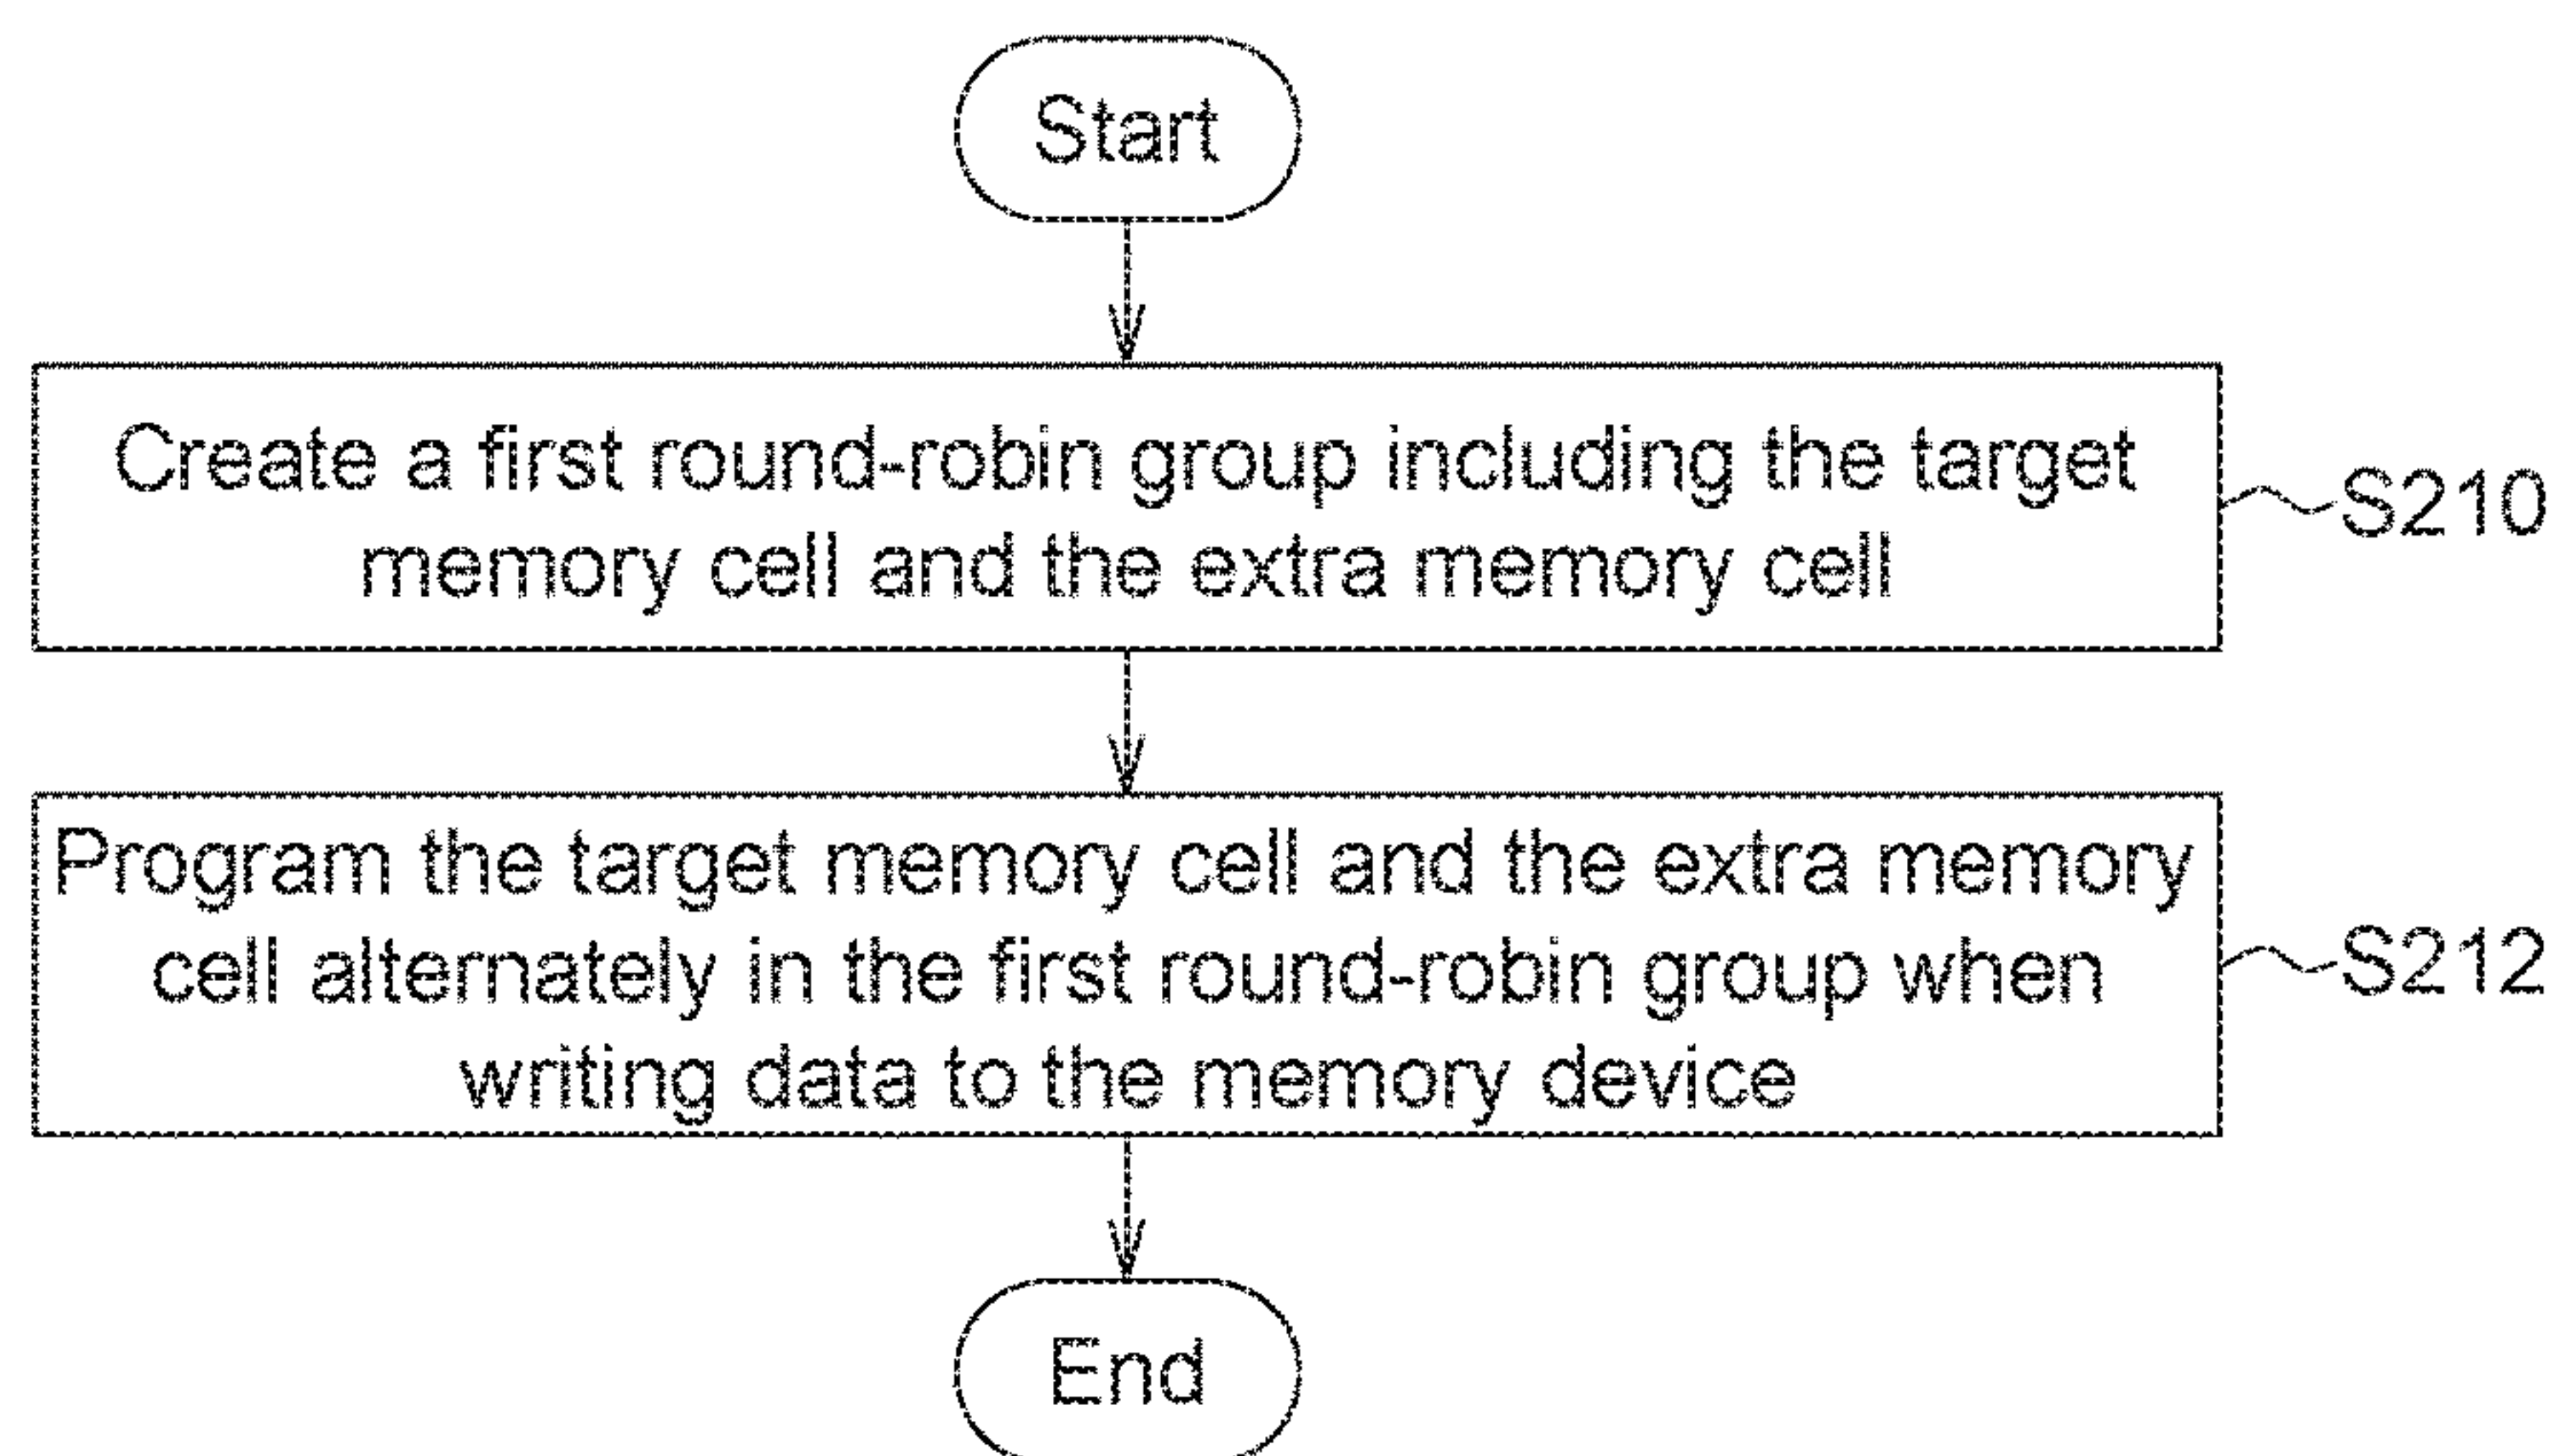 Start
Create a first round-robin group including the target
memory cell and the extra memory cell
S210
Program the target memory cell and the extra memory
cell alternately in the first round-robin group when
writing data to the memory device
S212
End